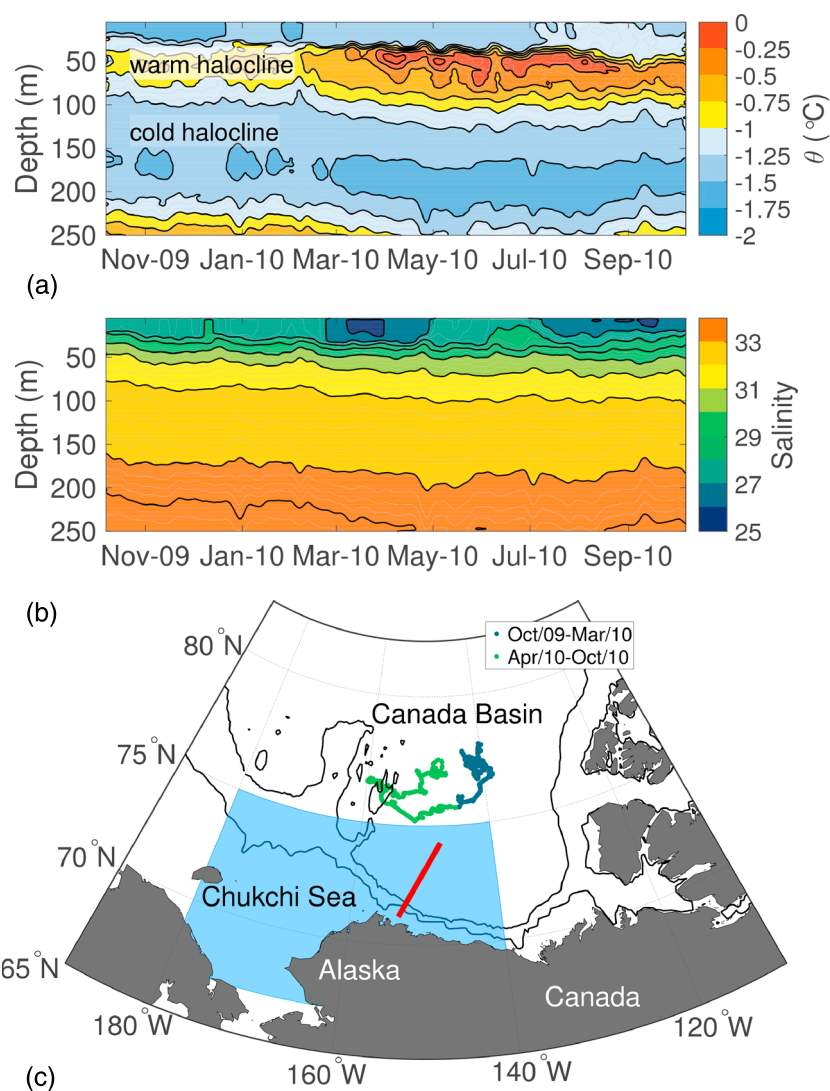 50
100
150
200
250
Depth (m)
warm halocline
cold halocline
Nov-09 Jan-10 Mar-10 May-10 Jul-10 Sep-10
0
-0.25
-0.5
-0.75
-1
-1.25
-1.5
-1.75
-2
θ (°C)
(a)
50
100
150
200
250
Depth (m)
Nov-09 Jan-10 Mar-10 May-10 Jul-10 Sep-10
33
31
29
27
25
Salinity
(b)
Oct/09-Mar/10
Apr/10-Oct/10
80°N
Canada Basin
75°N
70°N
Chukchi Sea
65°N
Alaska
Canada
180°W
120°W
160°W
140°W
(c)